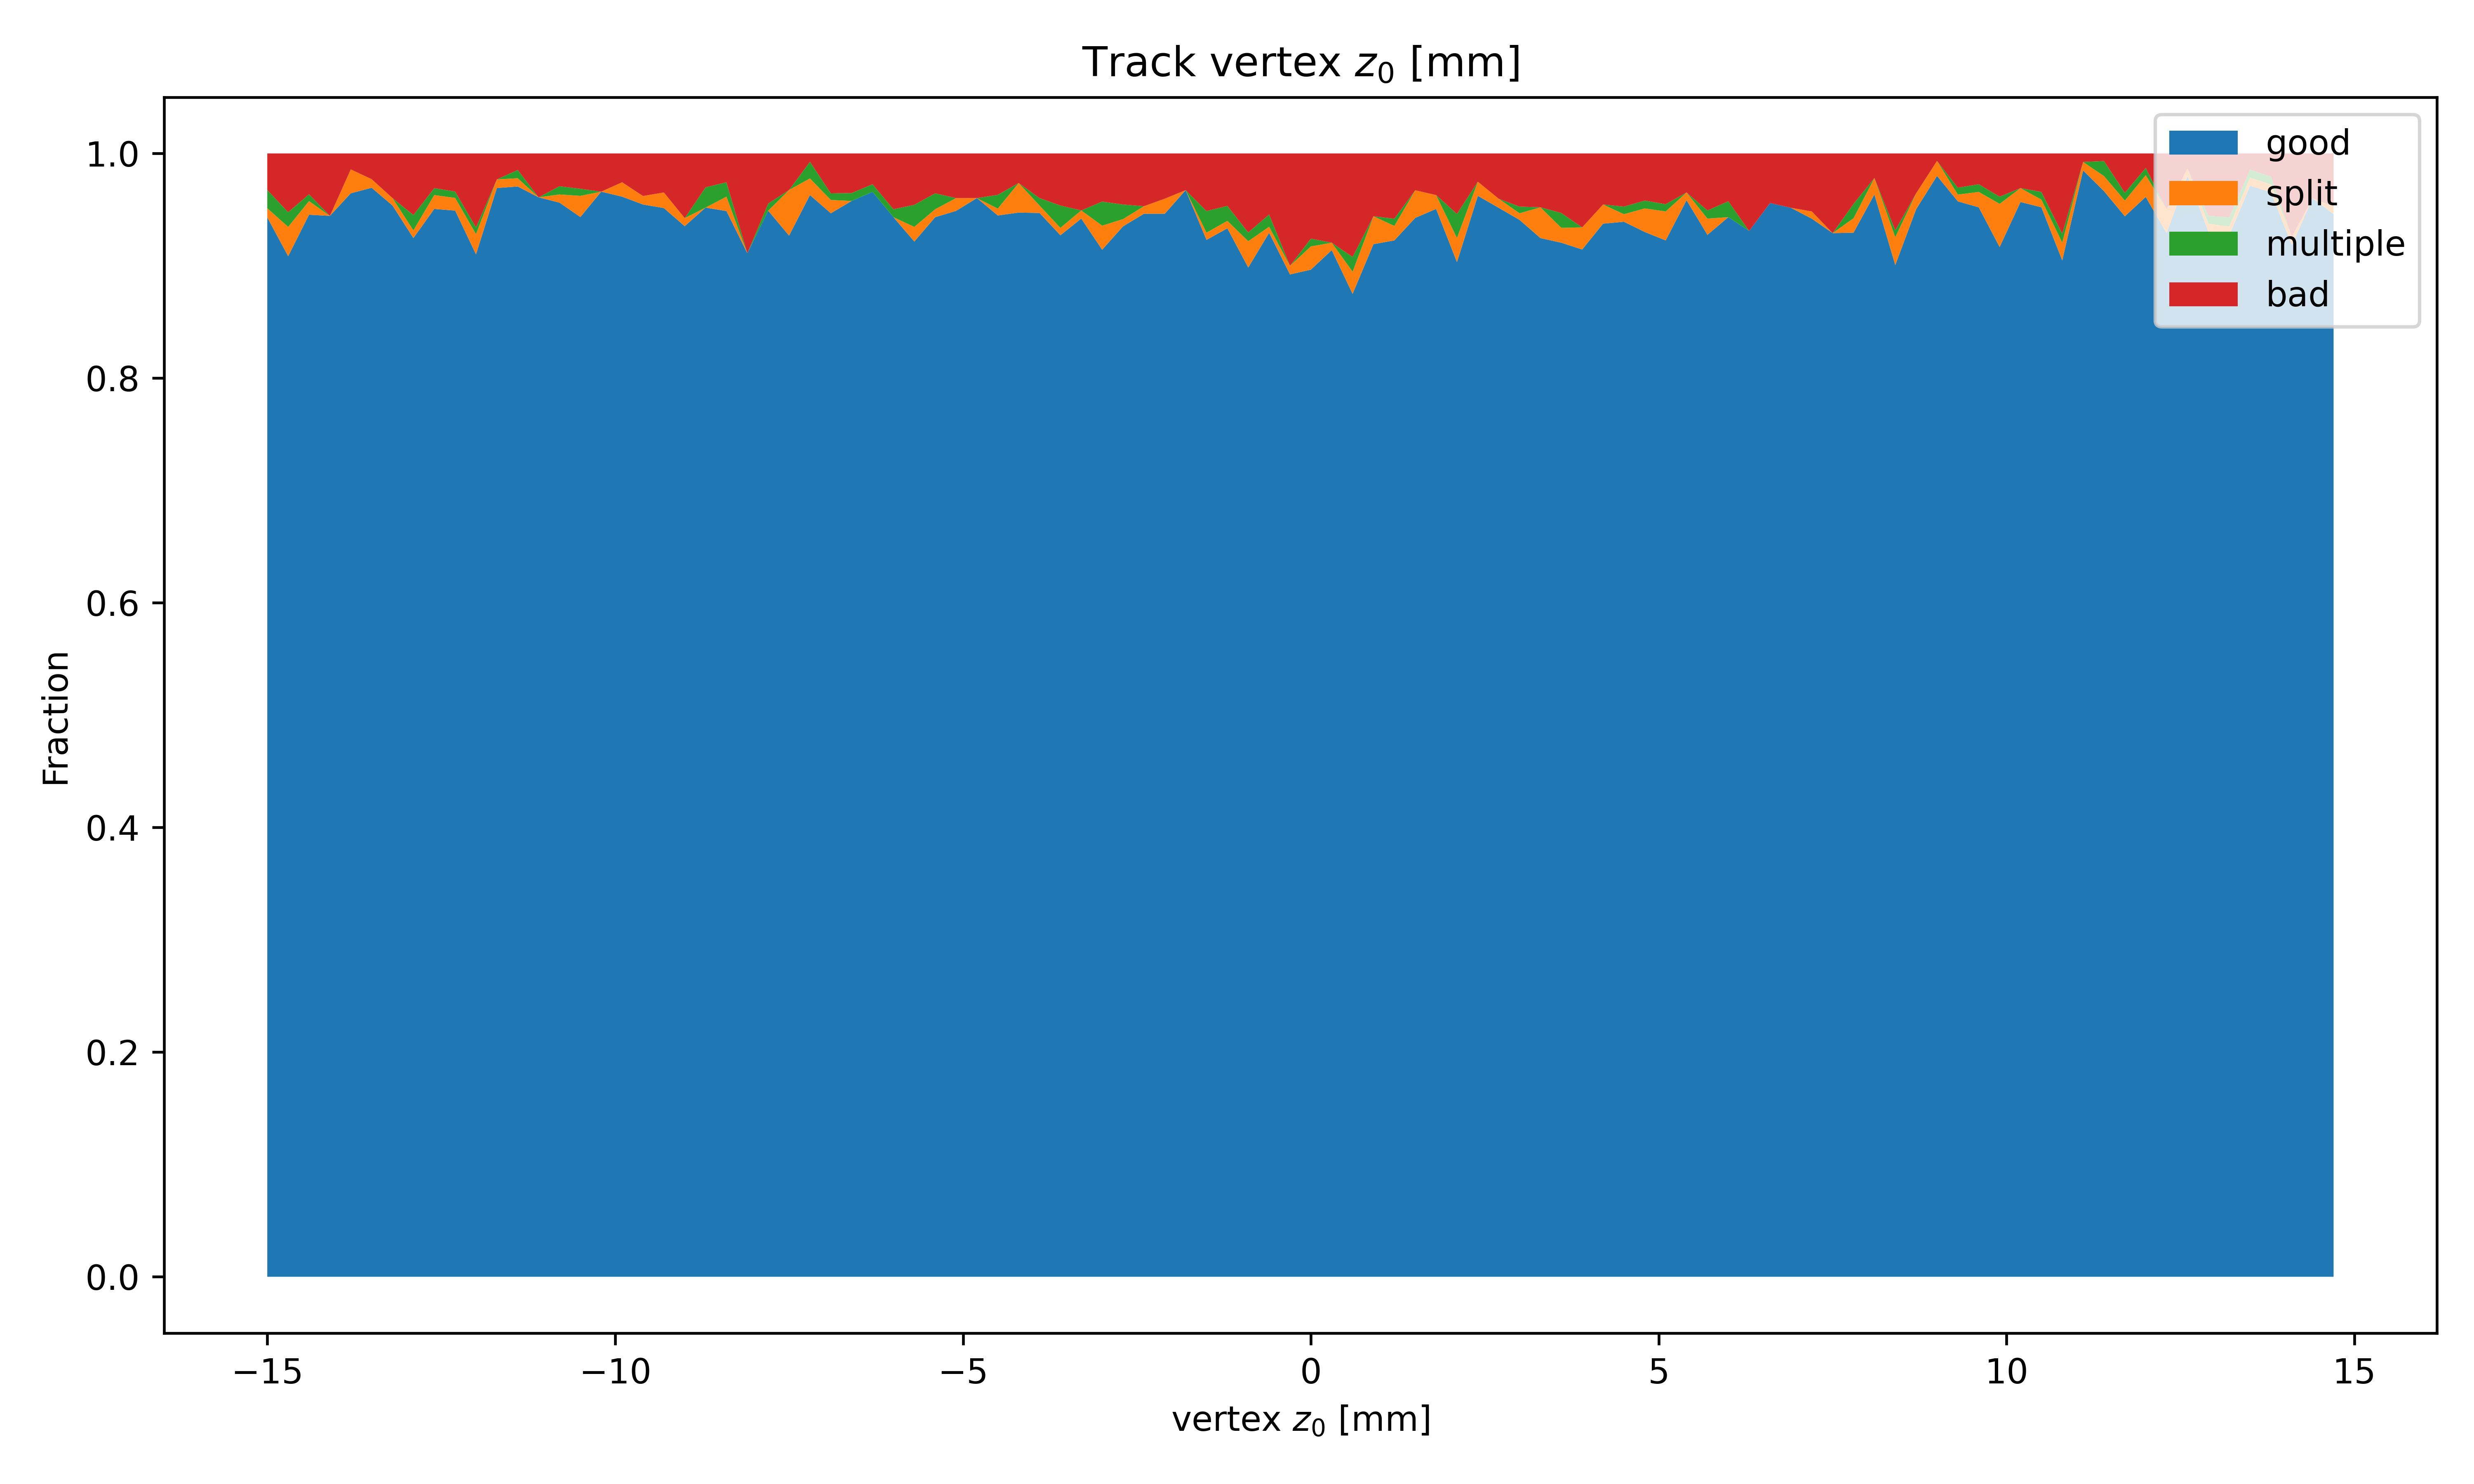 Track vertex z₀ [mm]
good
split
multiple
bad
1.0
0.8
0.6
0.4
0.2
0.0
Fraction
−15 −10 −5 0 5 10 15
vertex z₀ [mm]